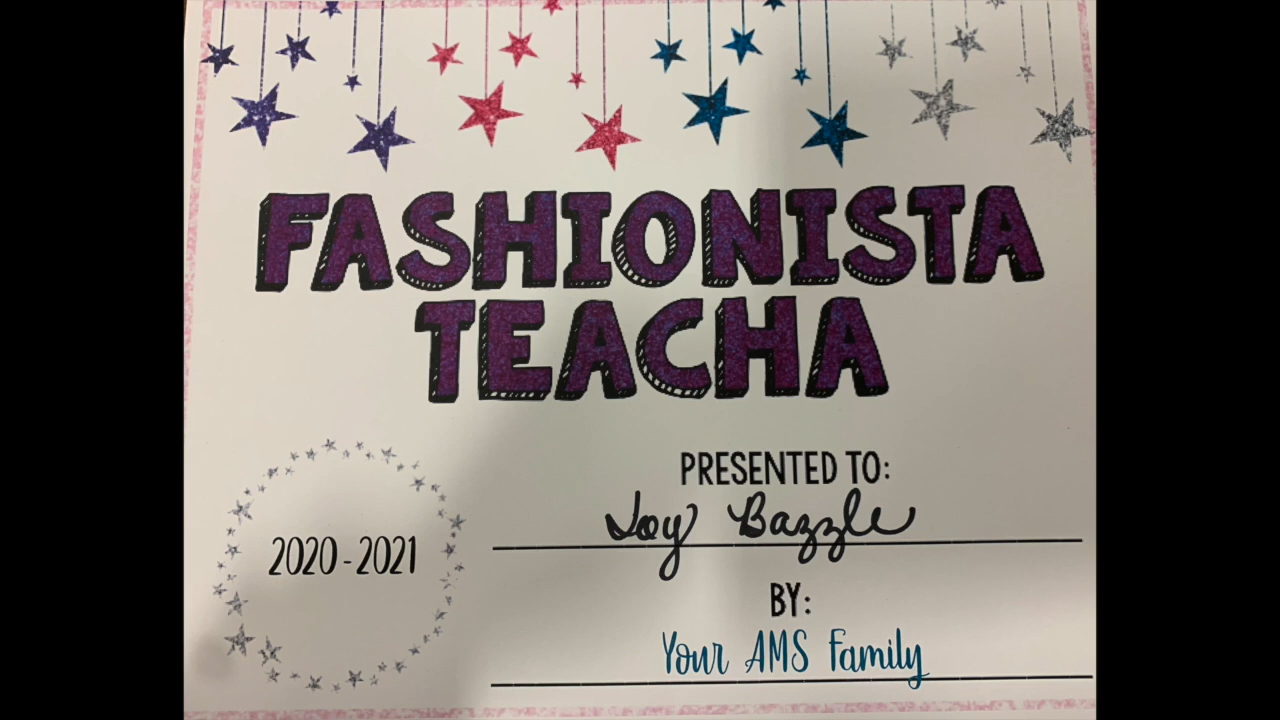 FASHIONISTA
TEACHA
PRESENTED TO:
Joy Bazzle
2020-2021
BY:
Your AMS Family